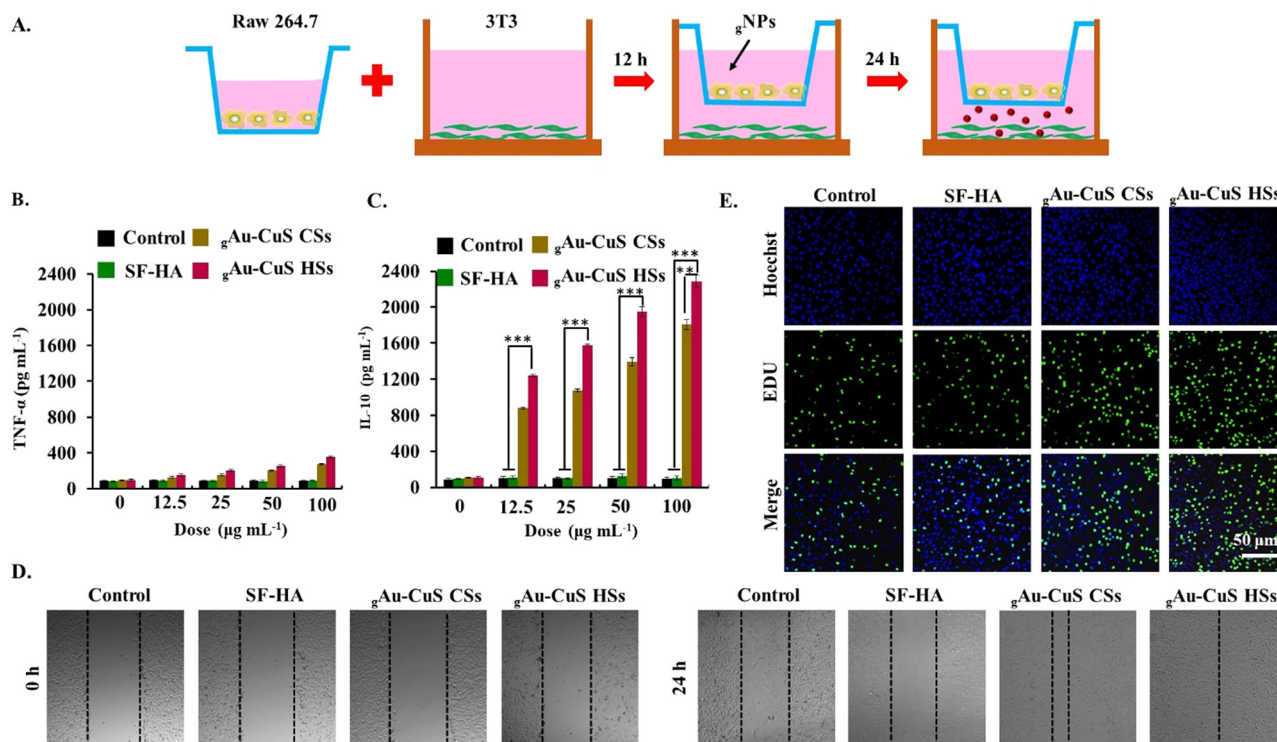 A.
Raw 264.7
3T3
12 h
gNPs
24 h
B.
Control
gAu-CuS CSs
SF-HA
gAu-CuS HSs
TNF-α (pg mL-1)
2400
2000
1600
1200
800
400
0
0 12.5 25 50 100
Dose (μg mL-1)
C.
Control
gAu-CuS CSs
SF-HA
gAu-CuS HSs
IL-10 (pg mL-1)
2400
2000
1600
1200
800
400
0
***
***
***
***
**
0 12.5 25 50 100
Dose (μg mL-1)
E.
Control SF-HA gAu-CuS CSs gAu-CuS HSs
Hoechst
EDU
Merge
50 μm
D.
Control SF-HA gAu-CuS CSs gAu-CuS HSs
0 h
Control SF-HA gAu-CuS CSs gAu-CuS HSs
24 h